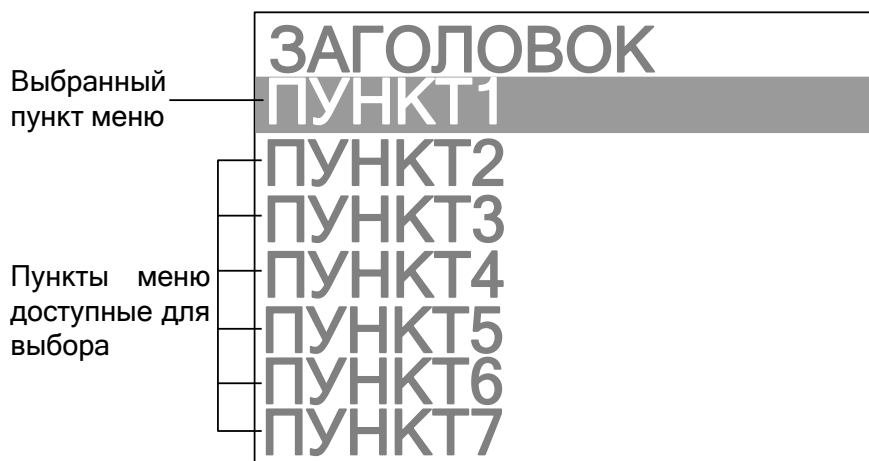 ЗАГОЛОВОК
Выбранный
пункт меню
ПУНКТ1
ПУНКТ2
ПУНКТ3
ПУНКТ4
Пункты меню
доступные для
выбора
ПУНКТ5
ПУНКТ6
ПУНКТ7